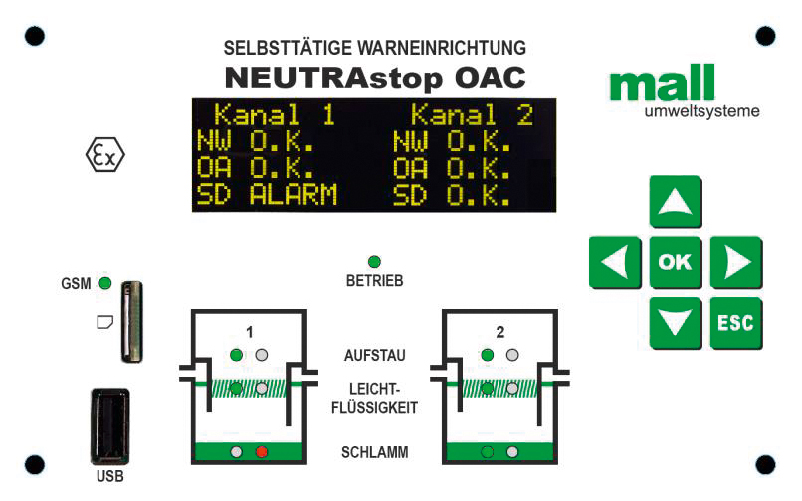 SELBSTTÄTIGE WARNEINRICHTUNG
NEUTRAstop OAC
mall
umweltsysteme
Kanal 1 Kanal 2
NW O.K. NW O.K.
OA O.K. OA O.K.
SD ALARM SD O.K.
Ex
OK
ESC
GSM
BETRIEB
1 2
AUFSTAU
LEICHT-
FLÜSSIGKEIT
SCHLAMM
USB